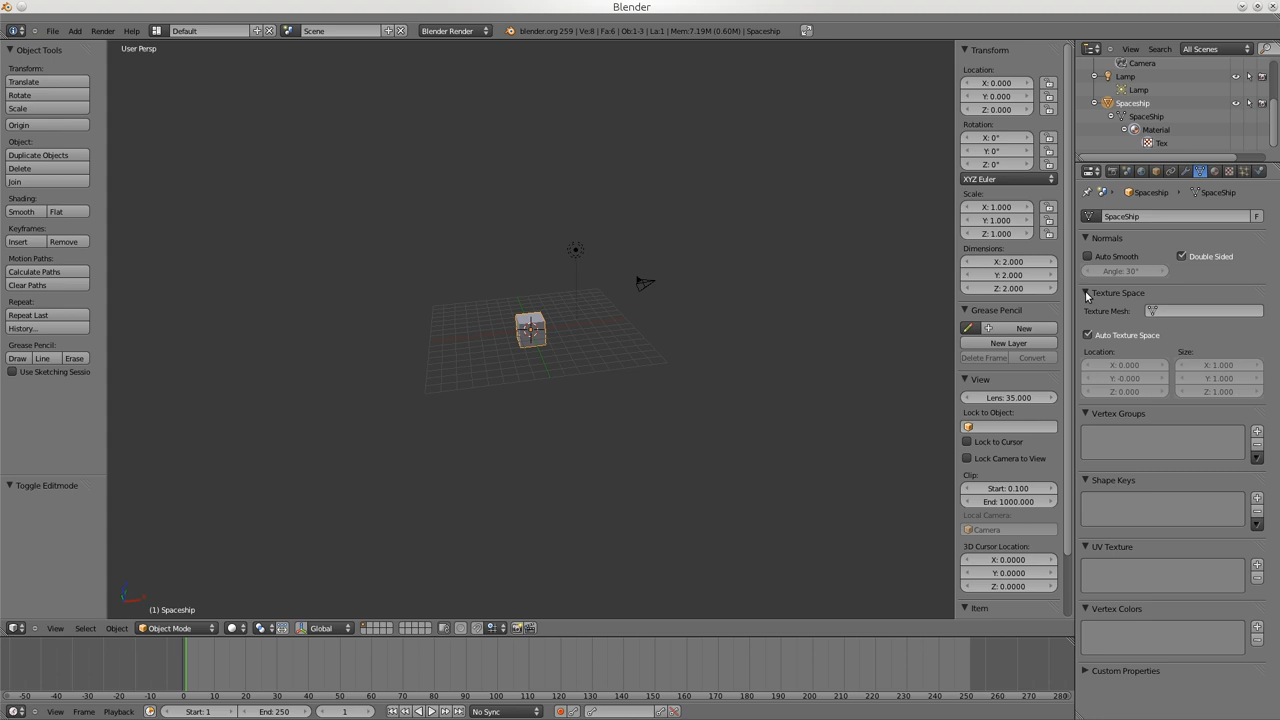 Blender
File Add Render Help Default Scene Blender Render blender.org 259 | Ve:8 | Fa:6 | Ob:1-3 | La:1 | Mem:7.19M (0.60M) | Spaceship
Object Tools
Transform:
Translate
Rotate
Scale
Origin
Object:
Duplicate Objects
Delete
Join
Shading:
Smooth Flat
Keyframes:
Insert Remove
Motion Paths:
Calculate Paths
Clear Paths
Repeat:
Repeat Last
History...
Grease Pencil:
Draw Line Erase
Use Sketching Sessio
Toggle Editmode
User Persp
(1) Spaceship
Transform
Location:
X: 0.000
Y: 0.000
Z: 0.000
Rotation:
X: 0°
Y: 0°
Z: 0°
XYZ Euler
Scale:
X: 1.000
Y: 1.000
Z: 1.000
Dimensions:
X: 2.000
Y: 2.000
Z: 2.000
Grease Pencil
New
New Layer
Delete Frame Convert
View
Lens: 35.000
Lock to Object:
Lock to Cursor
Lock Camera to View
Clip:
Start: 0.100
End: 1000.000
Local Camera:
Camera
3D Cursor Location:
X: 0.0000
Y: 0.0000
Z: 0.0000
Item
View Search All Scenes
Camera
Lamp
Lamp
Spaceship
SpaceShip
Material
Tex
Spaceship SpaceShip
SpaceShip F
Normals
Auto Smooth Double Sided
Angle: 30°
Texture Space
Texture Mesh:
Auto Texture Space
Location: Size:
X: 0.000 X: 1.000
Y: -0.000 Y: 1.000
Z: 0.000 Z: 1.000
Vertex Groups
Shape Keys
UV Texture
Vertex Colors
Custom Properties
View Select Object Object Mode Global
-50 -40 -30 -20 -10 0 10 20 30 40 50 60 70 80 90 100 110 120 130 140 150 160 170 180 190 200 210 220 230 240 250 260 270 280
View Frame Playback Start: 1 End: 250 1 No Sync